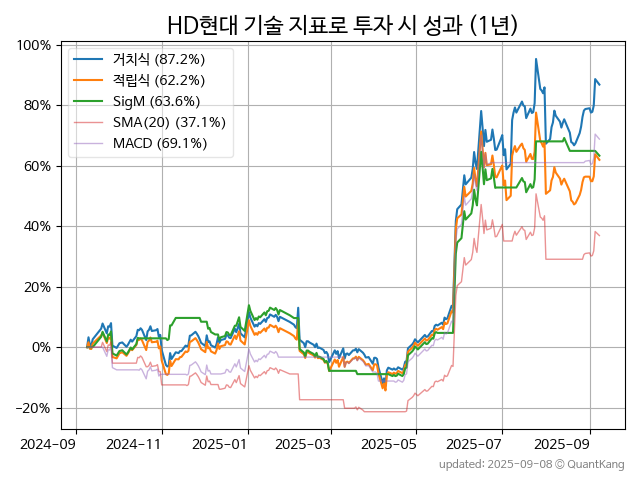 HD현대 기술 지표로 투자 시 성과 (1년)
거치식 (87.2%)
적립식 (62.2%)
SigM (63.6%)
SMA(20) (37.1%)
MACD (69.1%)
100%
80%
60%
40%
20%
0%
−20%
2024-09 2024-11 2025-01 2025-03 2025-05 2025-07 2025-09
updated: 2025-09-08 © QuantKang